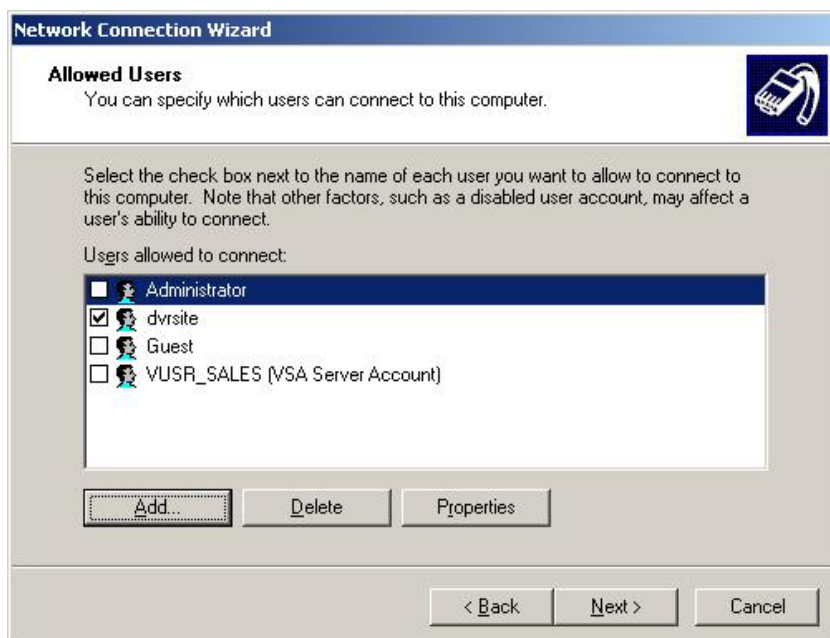 Network Connection Wizard
Allowed Users
You can specify which users can connect to this computer.
Select the check box next to the name of each user you want to allow to connect to
this computer. Note that other factors, such as a disabled user account, may affect a
user's ability to connect.
Users allowed to connect:
Administrator
dvrsite
Guest
VUSR_SALES (VSA Server Account)
Add... Delete Properties
< Back Next > Cancel